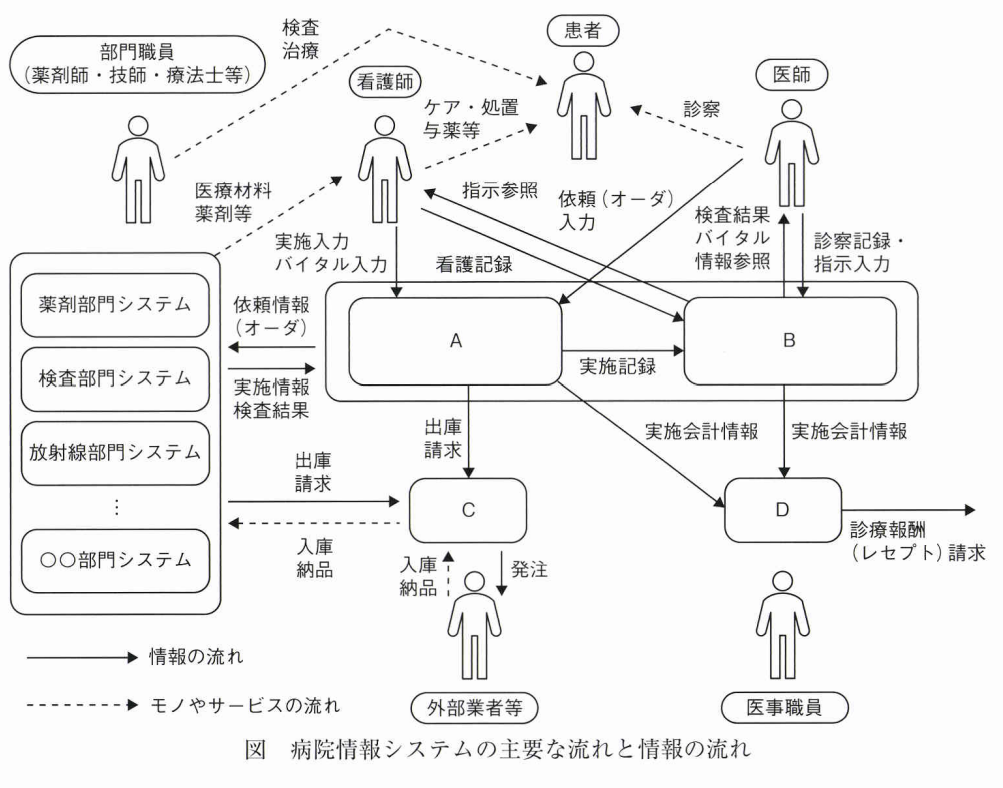 検査
治療
患者
部門職員
(薬剤師・技師・療法士等)
看護師
医師
ケア・処置
与薬等
診察
医療材料
薬剤等
指示参照
依頼(オーダ)
入力
検査結果
バイタル
情報参照
診察記録・
指示入力
実施入力
バイタル入力
看護記録
薬剤部門システム
検査部門システム
放射線部門システム
⋮
〇〇部門システム
依頼情報
(オーダ)
実施情報
検査結果
A
B
実施記録
出庫
請求
実施会計情報
実施会計情報
出庫
請求
入庫
納品
C
D
診療報酬
(レセプト)請求
入庫
納品
発注
外部業者等
医事職員
情報の流れ
モノやサービスの流れ
図 病院情報システムの主要な流れと情報の流れ